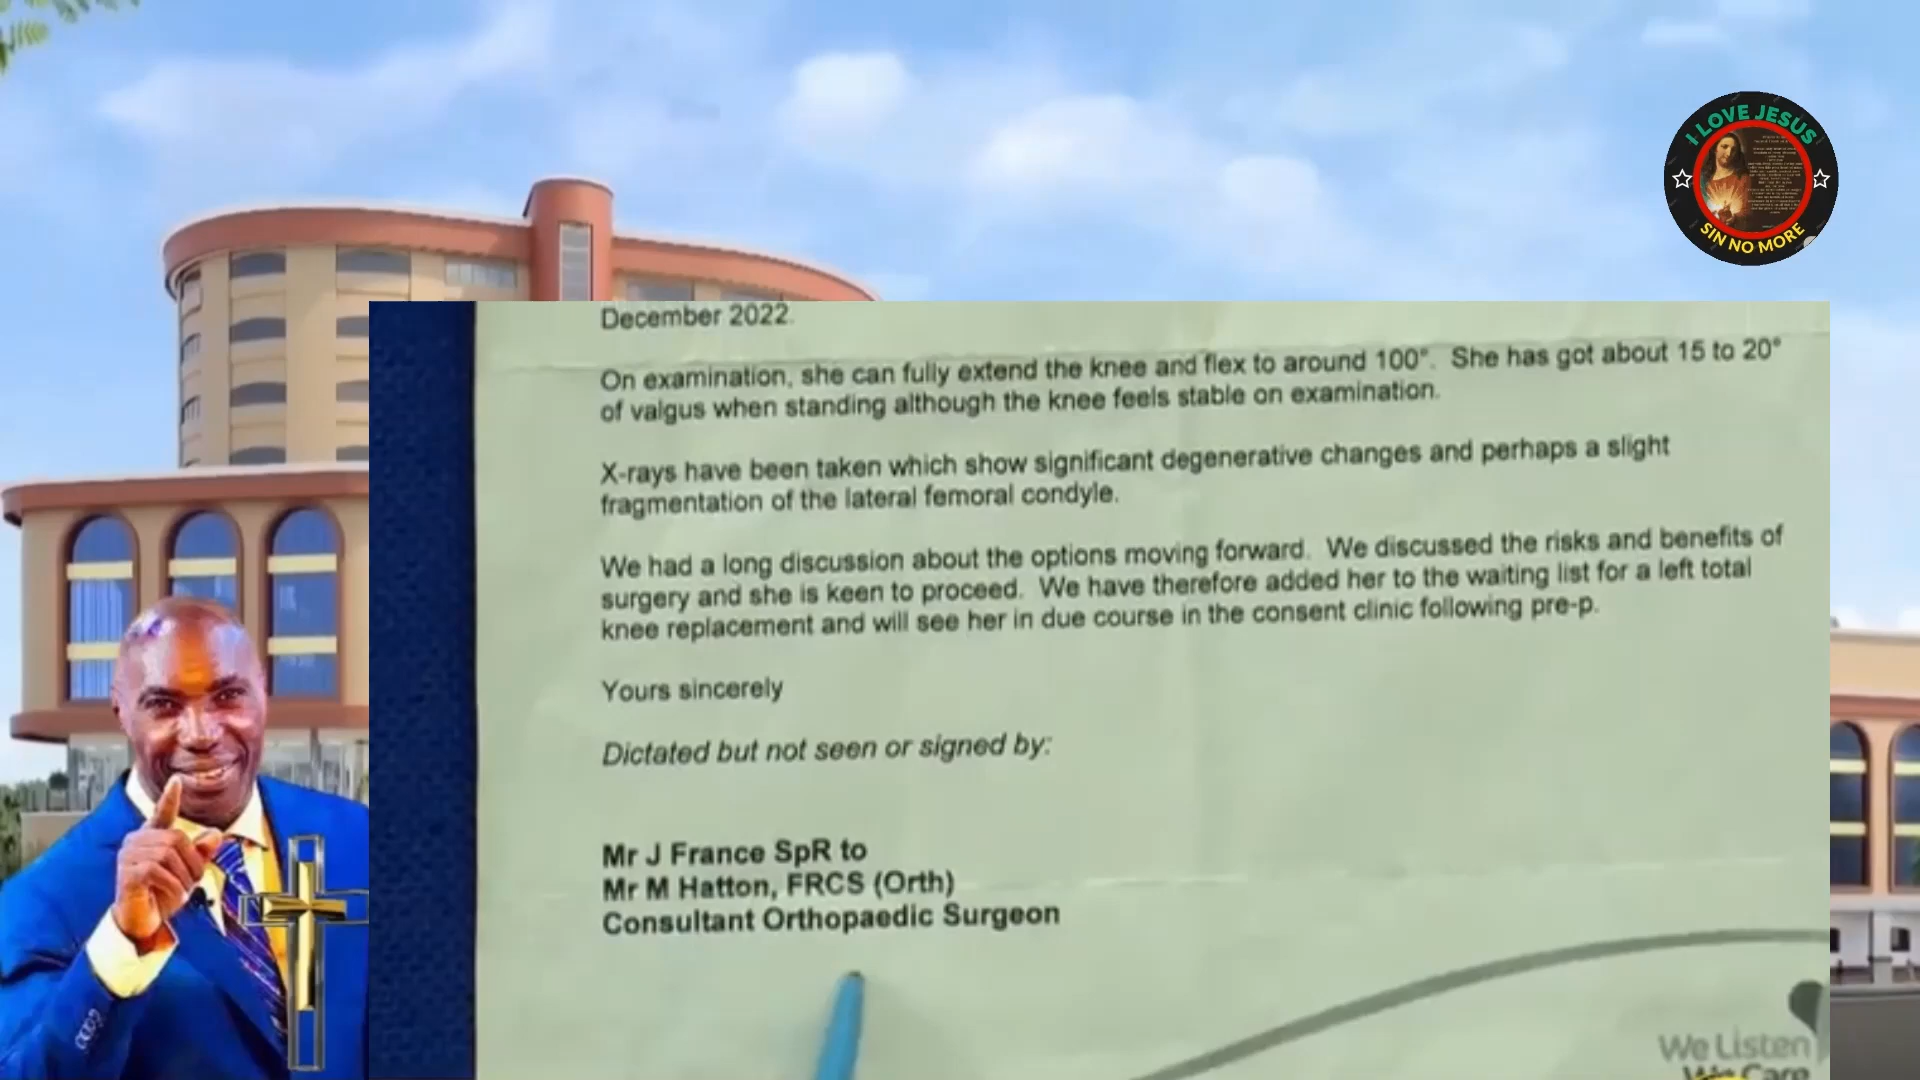 I LOVE JESUS
SIN NO MORE
December 2022.
On examination, she can fully extend the knee and flex to around 100°. She has got about 15 to 20°
of valgus when standing although the knee feels stable on examination.
X-rays have been taken which show significant degenerative changes and perhaps a slight
fragmentation of the lateral femoral condyle.
We had a long discussion about the options moving forward. We discussed the risks and benefits of
surgery and she is keen to proceed. We have therefore added her to the waiting list for a left total
knee replacement and will see her in due course in the consent clinic following pre-p.
Yours sincerely
Dictated but not seen or signed by:
Mr J France SpR to
Mr M Hatton, FRCS (Orth)
Consultant Orthopaedic Surgeon
We Listen
We Care